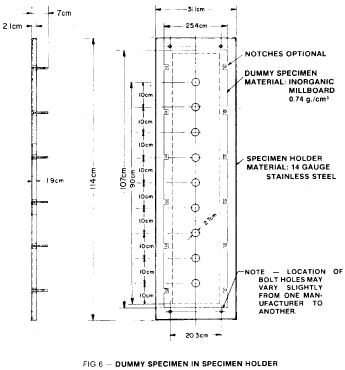 7cm
2.1cm
31.1cm
25.4cm
NOTCHES OPTIONAL
DUMMY SPECIMEN
MATERIAL: INORGANIC
MILLBOARD
0.74 g./cm³
10cm
10cm
10cm
10cm
10cm
10cm
10cm
10cm
10cm
114cm
107cm
90cm
1.9cm
SPECIMEN HOLDER
MATERIAL: 14 GAUGE
STAINLESS STEEL
2.7cm
NOTE — LOCATION OF
BOLT HOLES MAY
VARY SLIGHTLY
FROM ONE MAN-
UFACTURER TO
ANOTHER.
20.3cm
FIG 6 — DUMMY SPECIMEN IN SPECIMEN HOLDER